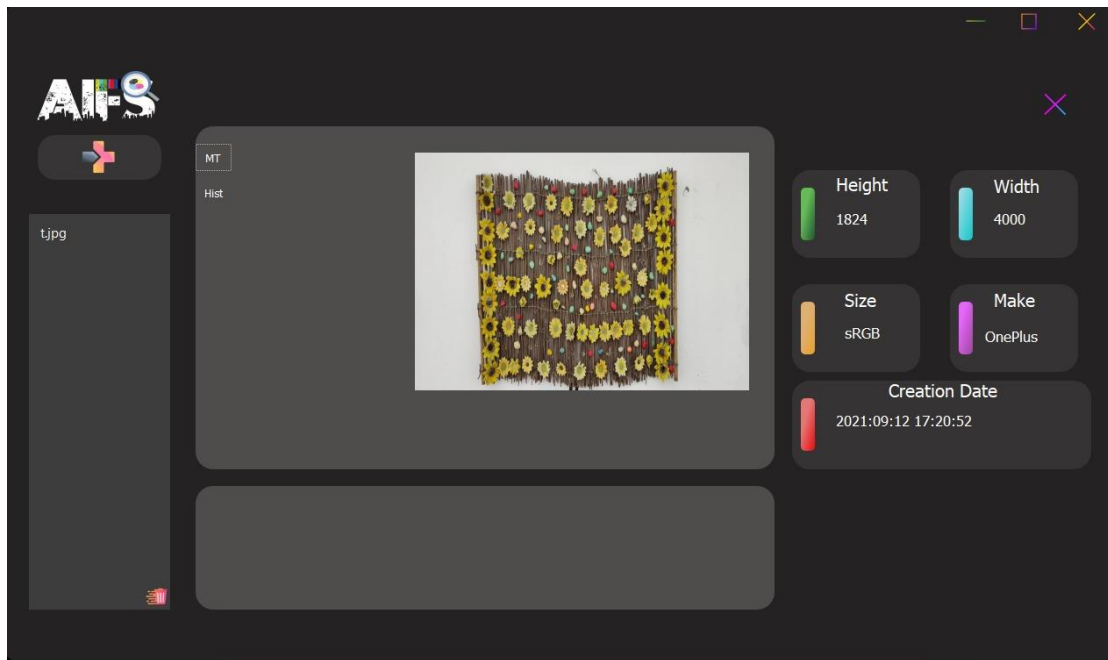 AIFS
MT
Hist
t.jpg
Height
1824
Width
4000
Size
sRGB
Make
OnePlus
Creation Date
2021:09:12 17:20:52